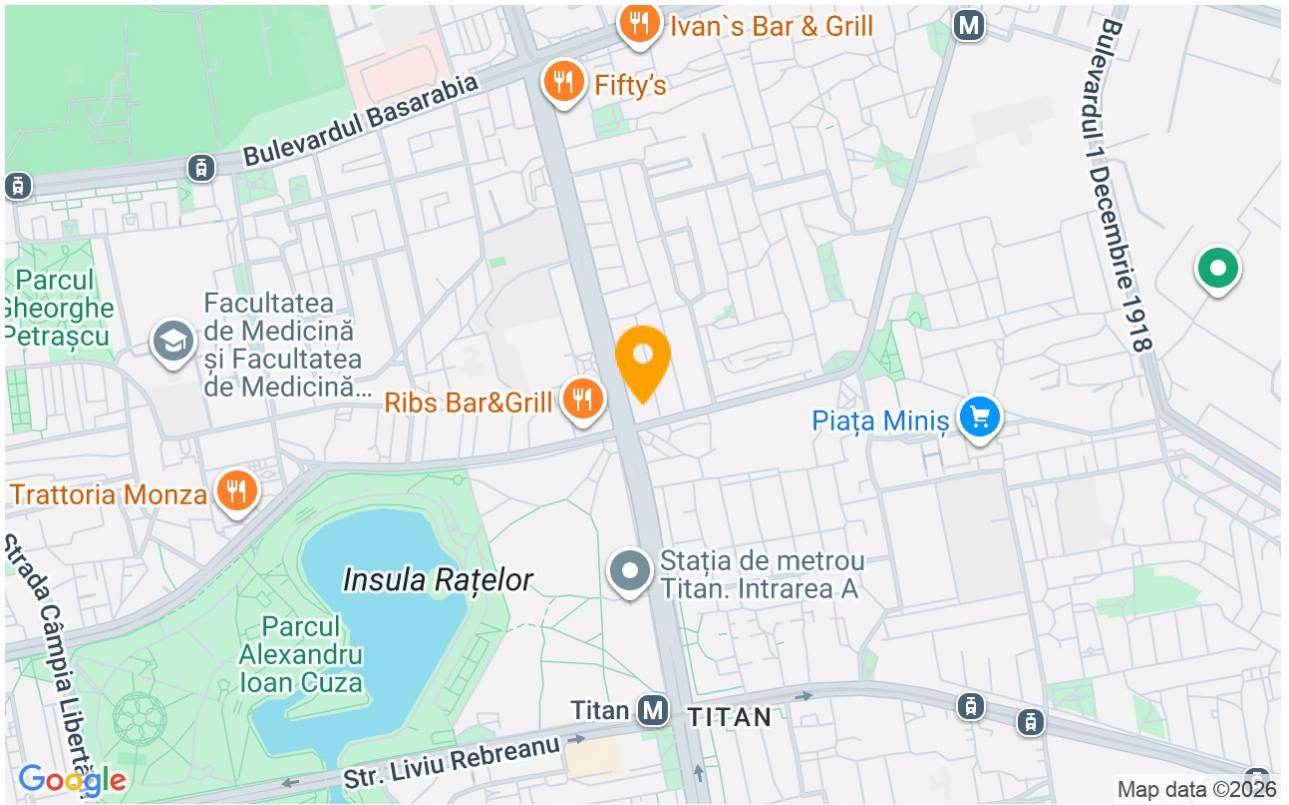 Ivan`s Bar & Grill
M
Fifty's
Bulevardul Basarabia
Bulevardul 1 Decembrie 1918
Parcul
Gheorghe
Petrașcu
Facultatea
de Medicină
și Facultatea
de Medicină...
Ribs Bar&Grill
Piața Miniș
Trattoria Monza
Strada Câmpia
Insula Rațelor
Stația de metrou
Titan. Intrarea A
Parcul
Alexandru
Ioan Cuza
Titan M
TITAN
Str. Liviu Rebreanu
Google
Map data ©2026